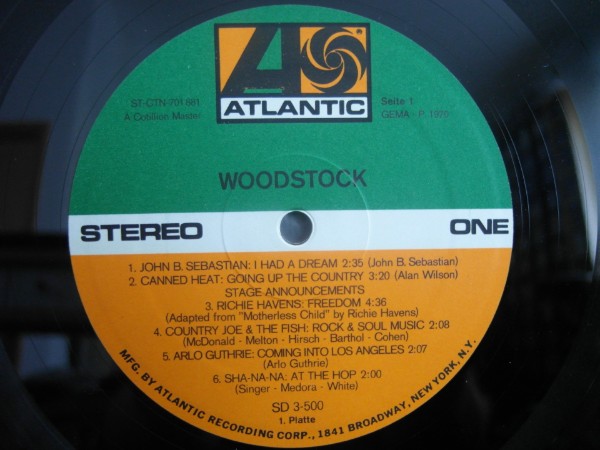 ATLANTIC
ST-CTN-701 881
A Cotillion Master
Seite 1
GEMA - P. 1970
WOODSTOCK
STEREO ONE
1. JOHN B. SEBASTIAN: I HAD A DREAM 2:35 (John B. Sebastian)
2. CANNED HEAT: GOING UP THE COUNTRY 3:20 (Alan Wilson)
STAGE ANNOUNCEMENTS
3. RICHIE HAVENS: FREEDOM 4:36
(Adapted from "Motherless Child" by Richie Havens)
4. COUNTRY JOE & THE FISH: ROCK & SOUL MUSIC 2:08
(McDonald - Melton - Hirsch - Barthol - Cohen)
5. ARLO GUTHRIE: COMING INTO LOS ANGELES 2:07
(Arlo Guthrie)
6. SHA-NA-NA: AT THE HOP 2:00
(Singer - Medora - White)
SD 3-500
1. Platte
MFG. BY ATLANTIC RECORDING CORP., 1841 BROADWAY, NEW YORK, N.Y.